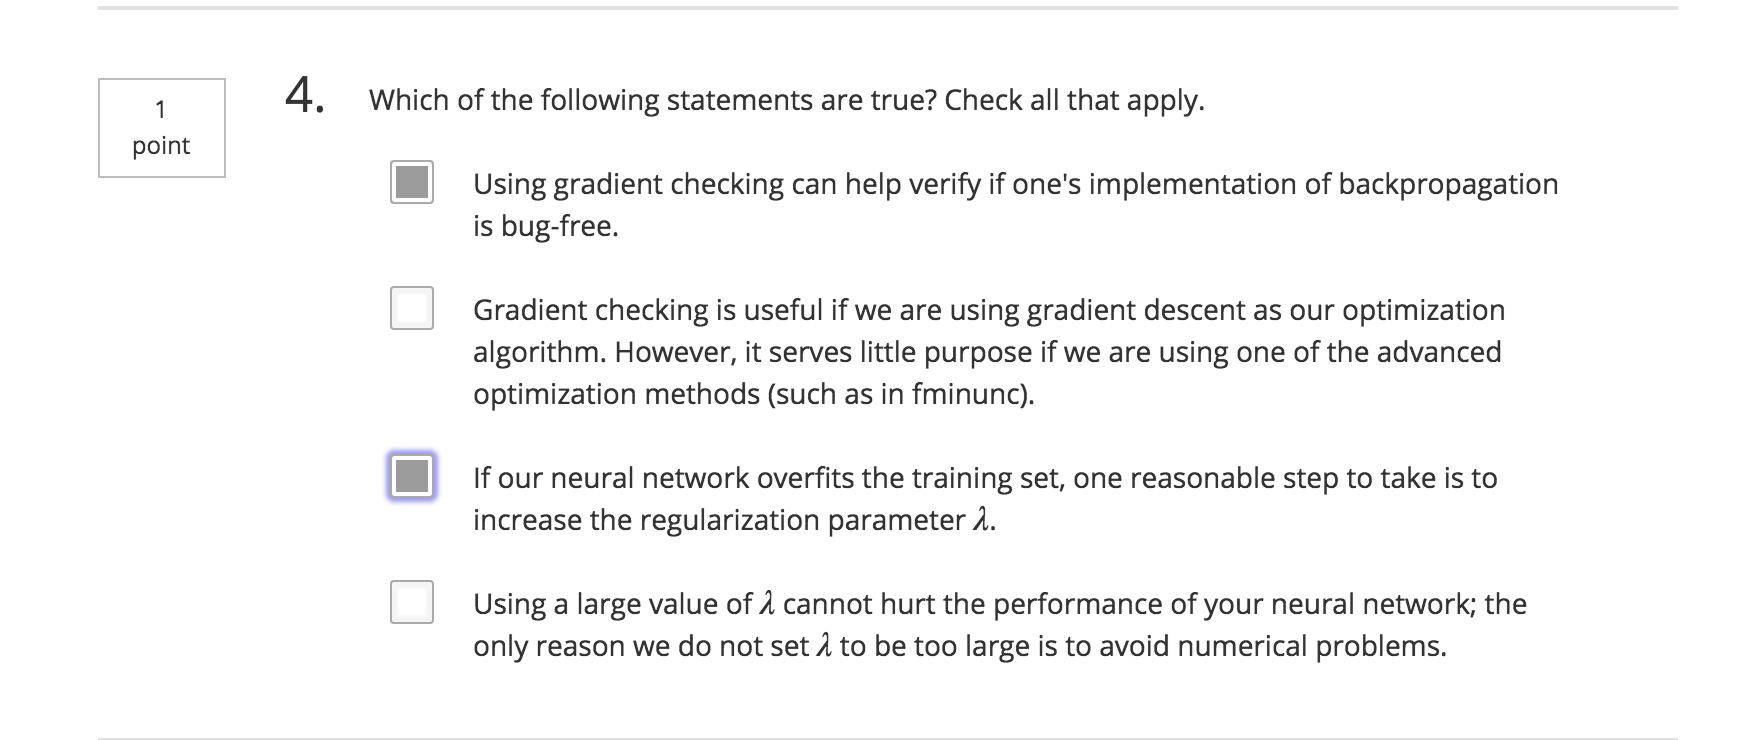 1
point
4. Which of the following statements are true? Check all that apply.
Using gradient checking can help verify if one's implementation of backpropagation
is bug-free.
Gradient checking is useful if we are using gradient descent as our optimization
algorithm. However, it serves little purpose if we are using one of the advanced
optimization methods (such as in fminunc).
If our neural network overfits the training set, one reasonable step to take is to
increase the regularization parameter λ.
Using a large value of λ cannot hurt the performance of your neural network; the
only reason we do not set λ to be too large is to avoid numerical problems.